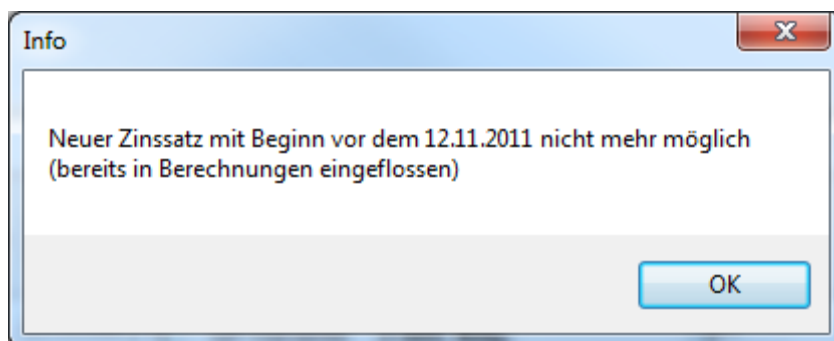 Info
Neuer Zinssatz mit Beginn vor dem 12.11.2011 nicht mehr möglich
(bereits in Berechnungen eingeflossen)
OK